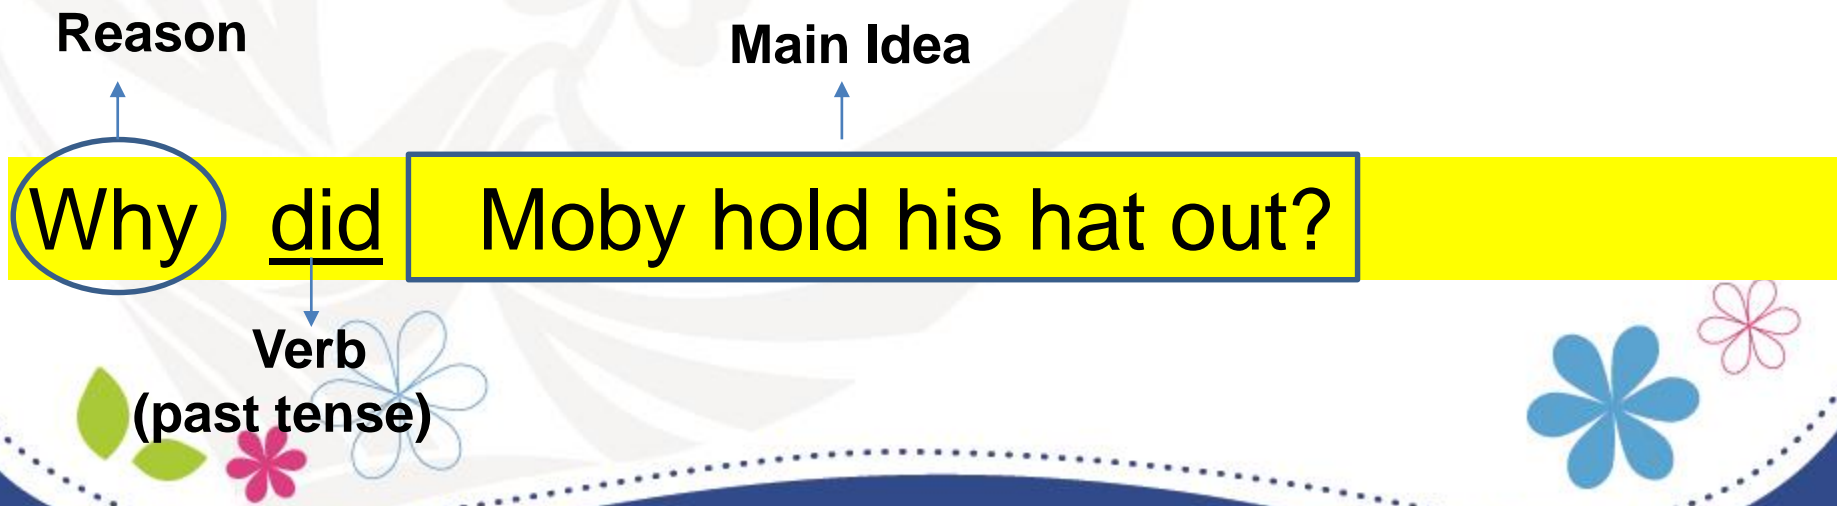 Reason
Main Idea
Why did Moby hold his hat out?
Verb
(past tense)